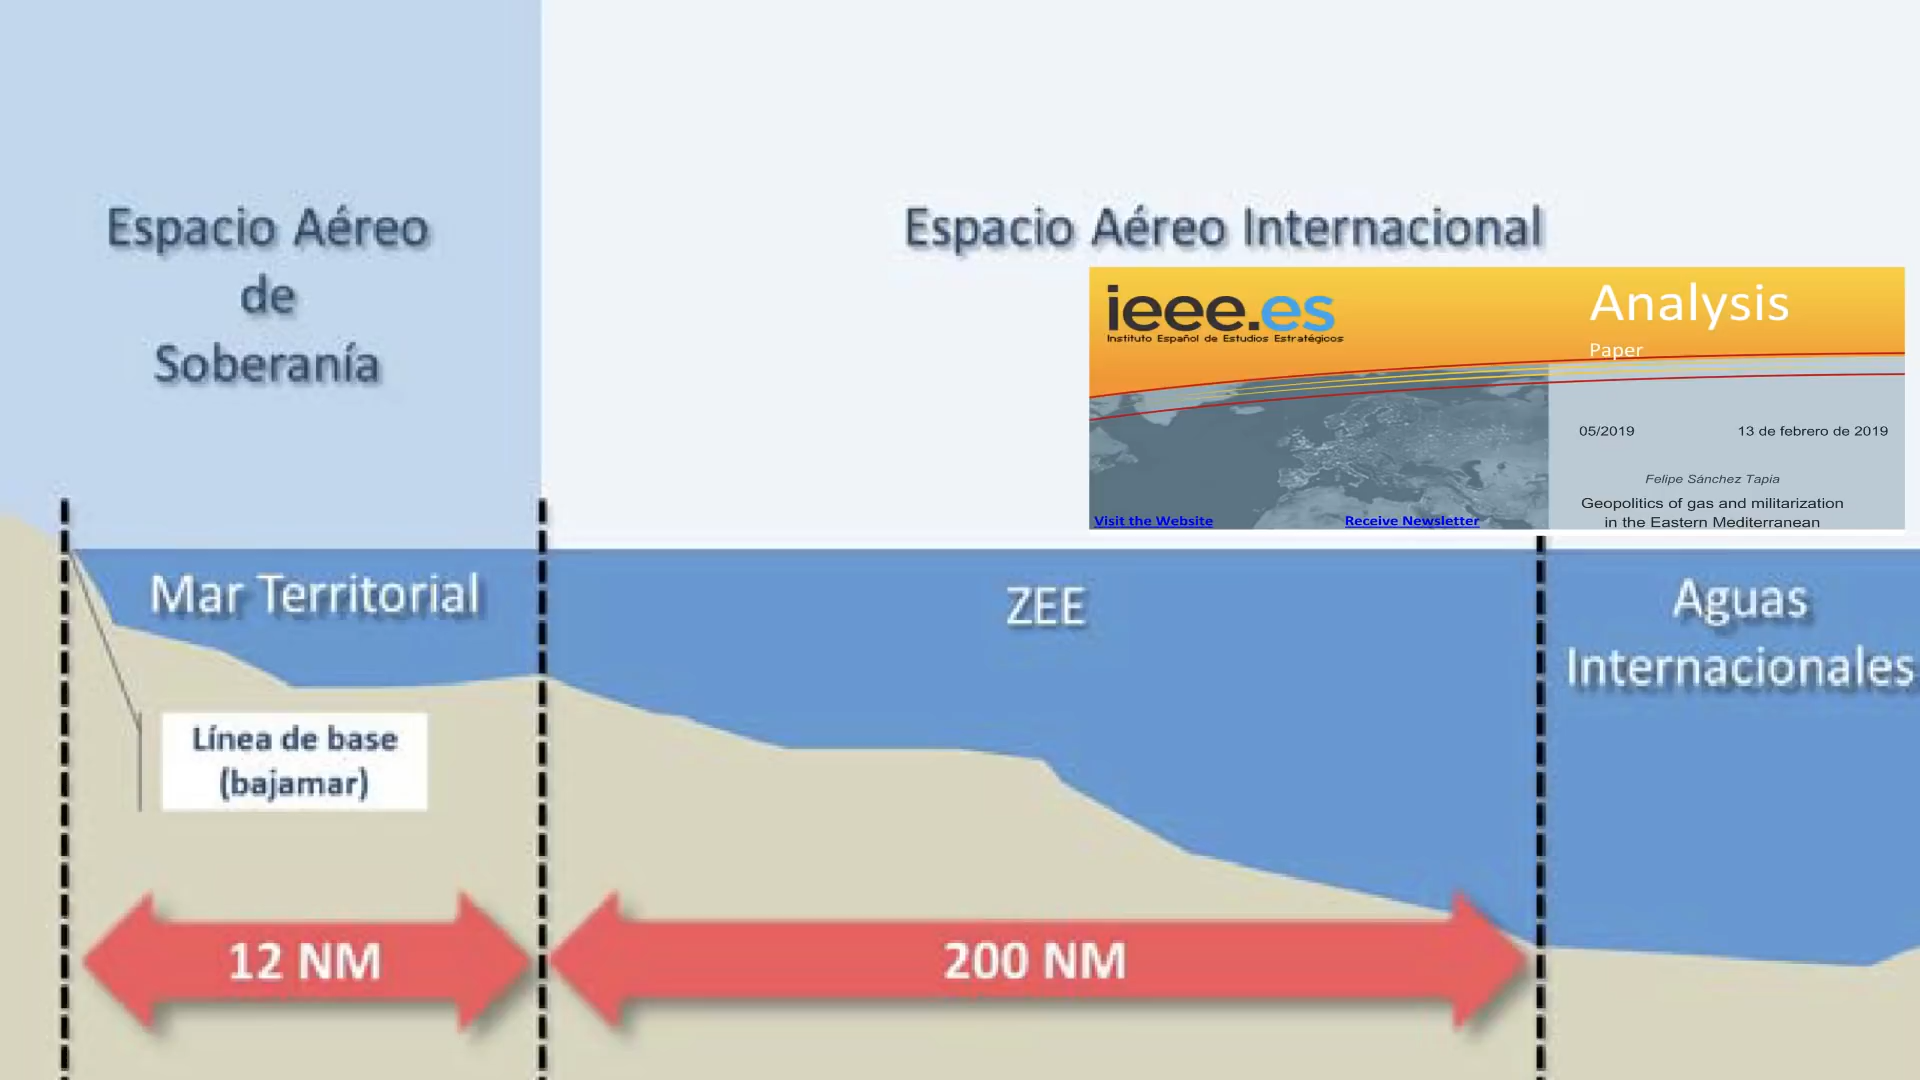 Espacio Aéreo
de
Soberanía
Espacio Aéreo Internacional
ieee.es
Instituto Español de Estudios Estratégicos
Analysis
Paper
05/2019
13 de febrero de 2019
Felipe Sánchez Tapia
Geopolitics of gas and militarization
in the Eastern Mediterranean
Visit the Website
Receive Newsletter
Mar Territorial
ZEE
Aguas
Internacionales
Línea de base
(bajamar)
12 NM
200 NM